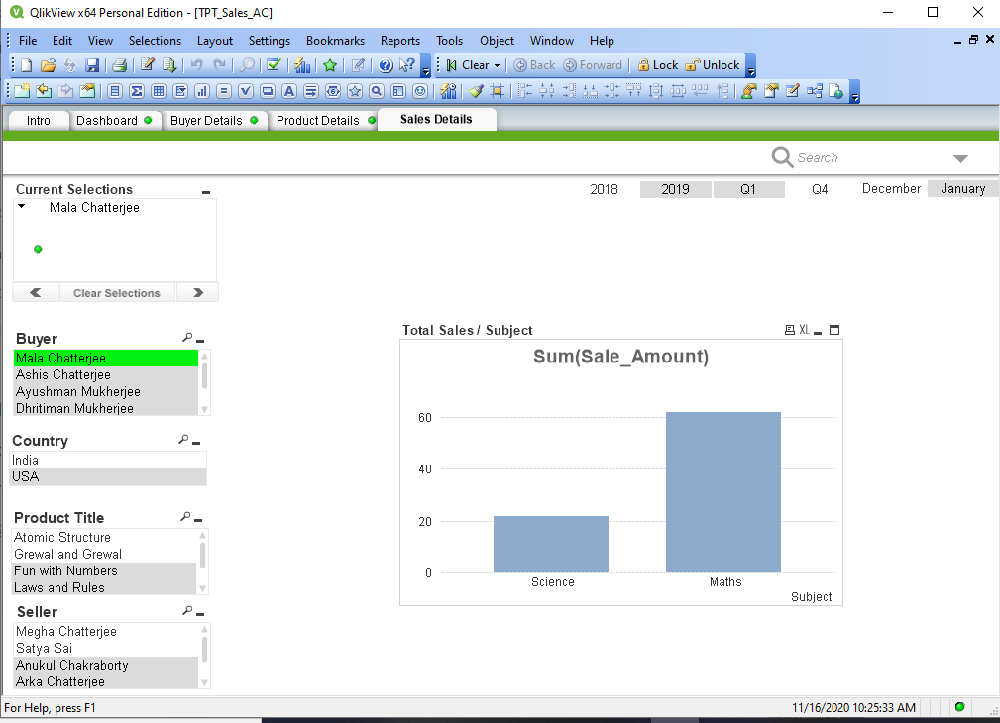 QlikView x64 Personal Edition - [TPT_Sales_AC]
File Edit View Selections Layout Settings Bookmarks Reports Tools Object Window Help
Clear Back Forward Lock Unlock
Intro Dashboard Buyer Details Product Details Sales Details
Search
Current Selections
2018 2019 Q1 Q4 December January
Mala Chatterjee
Clear Selections
Total Sales / Subject XL
Sum(Sale_Amount)
60
40
20
0
Science Maths
Subject
Buyer
Mala Chatterjee
Ashis Chatterjee
Ayushman Mukherjee
Dhritiman Mukherjee
Country
India
USA
Product Title
Atomic Structure
Grewal and Grewal
Fun with Numbers
Laws and Rules
Seller
Megha Chatterjee
Satya Sai
Anukul Chakraborty
Arka Chatterjee
For Help, press F1 11/16/2020 10:25:33 AM